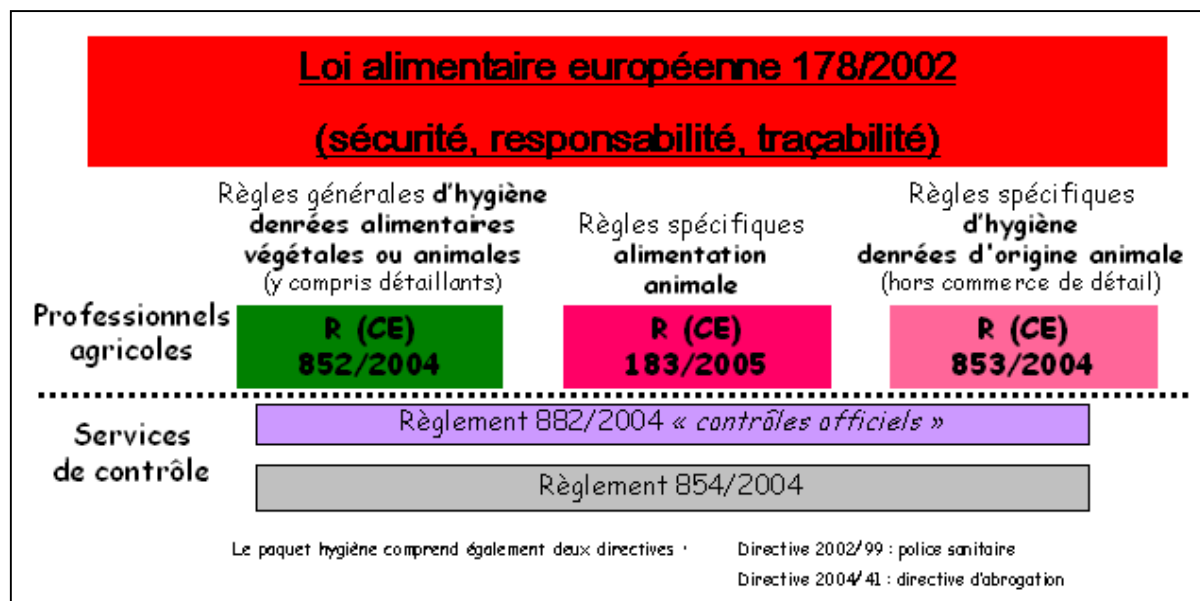 Loi alimentaire européenne 178/2002
(sécurité, responsabilité, traçabilité)
Règles générales d'hygiène
denrées alimentaires
végétales ou animales
(y compris détaillants)
Règles spécifiques
alimentation
animale
Règles spécifiques
d'hygiène
denrées d'origine animale
(hors commerce de détail)
Professionnels
agricoles
R (CE)
852/2004
R (CE)
183/2005
R (CE)
853/2004
Services
de contrôle
Règlement 882/2004 « contrôles officiels »
Règlement 854/2004
Le paquet hygiène comprend également deux directives :
Directive 2002/99 : police sanitaire
Directive 2004/41 : directive d'abrogation